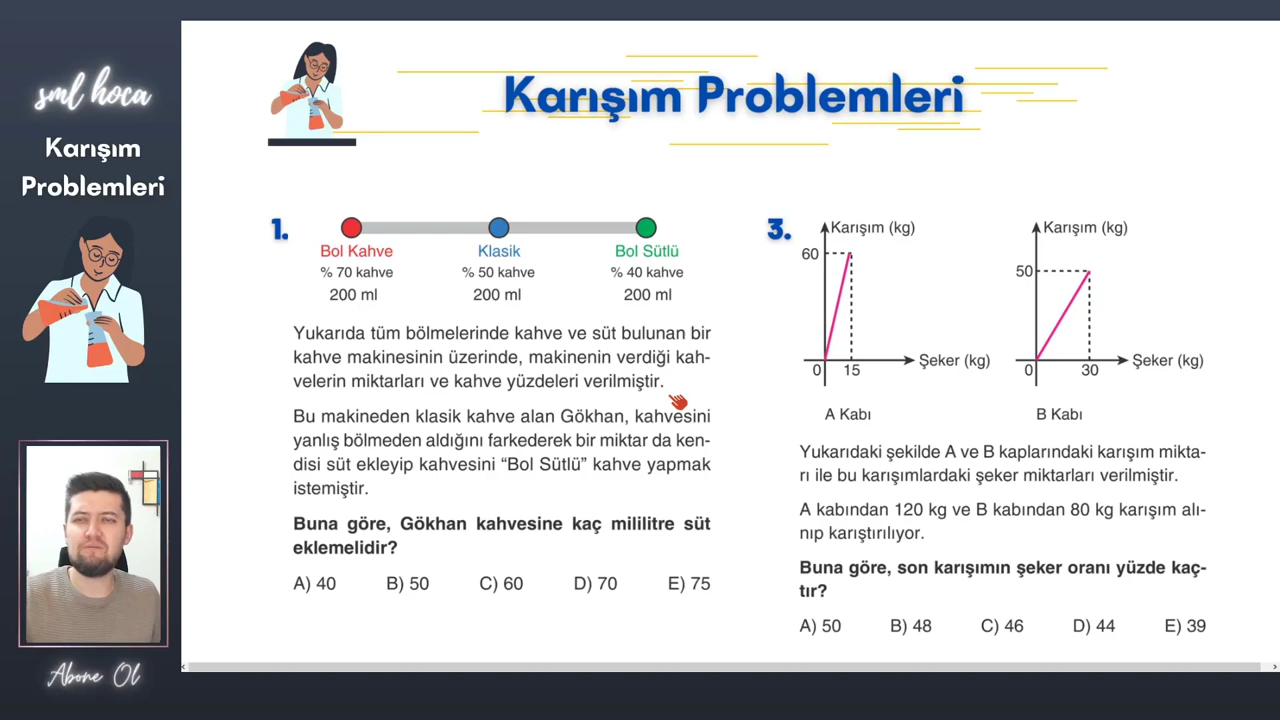 sml hoca
Karışım
Problemleri
Abone Ol
Karışım Problemleri
1.
Bol Kahve
% 70 kahve
200 ml
Klasik
% 50 kahve
200 ml
Bol Sütlü
% 40 kahve
200 ml
Yukarıda tüm bölmelerinde kahve ve süt bulunan bir
kahve makinesinin üzerinde, makinenin verdiği kah-
velerin miktarları ve kahve yüzdeleri verilmiştir.
Bu makineden klasik kahve alan Gökhan, kahvesini
yanlış bölmeden aldığını farkederek bir miktar da ken-
disi süt ekleyip kahvesini “Bol Sütlü” kahve yapmak
istemiştir.
Buna göre, Gökhan kahvesine kaç mililitre süt
eklemelidir?
A) 40 B) 50 C) 60 D) 70 E) 75
3.
Karışım (kg)
60
0 15
Şeker (kg)
A Kabı
Karışım (kg)
50
0 30
Şeker (kg)
B Kabı
Yukarıdaki şekilde A ve B kaplarındaki karışım mikta-
rı ile bu karışımlardaki şeker miktarları verilmiştir.
A kabından 120 kg ve B kabından 80 kg karışım alı-
nıp karıştırılıyor.
Buna göre, son karışımın şeker oranı yüzde kaç-
tır?
A) 50 B) 48 C) 46 D) 44 E) 39